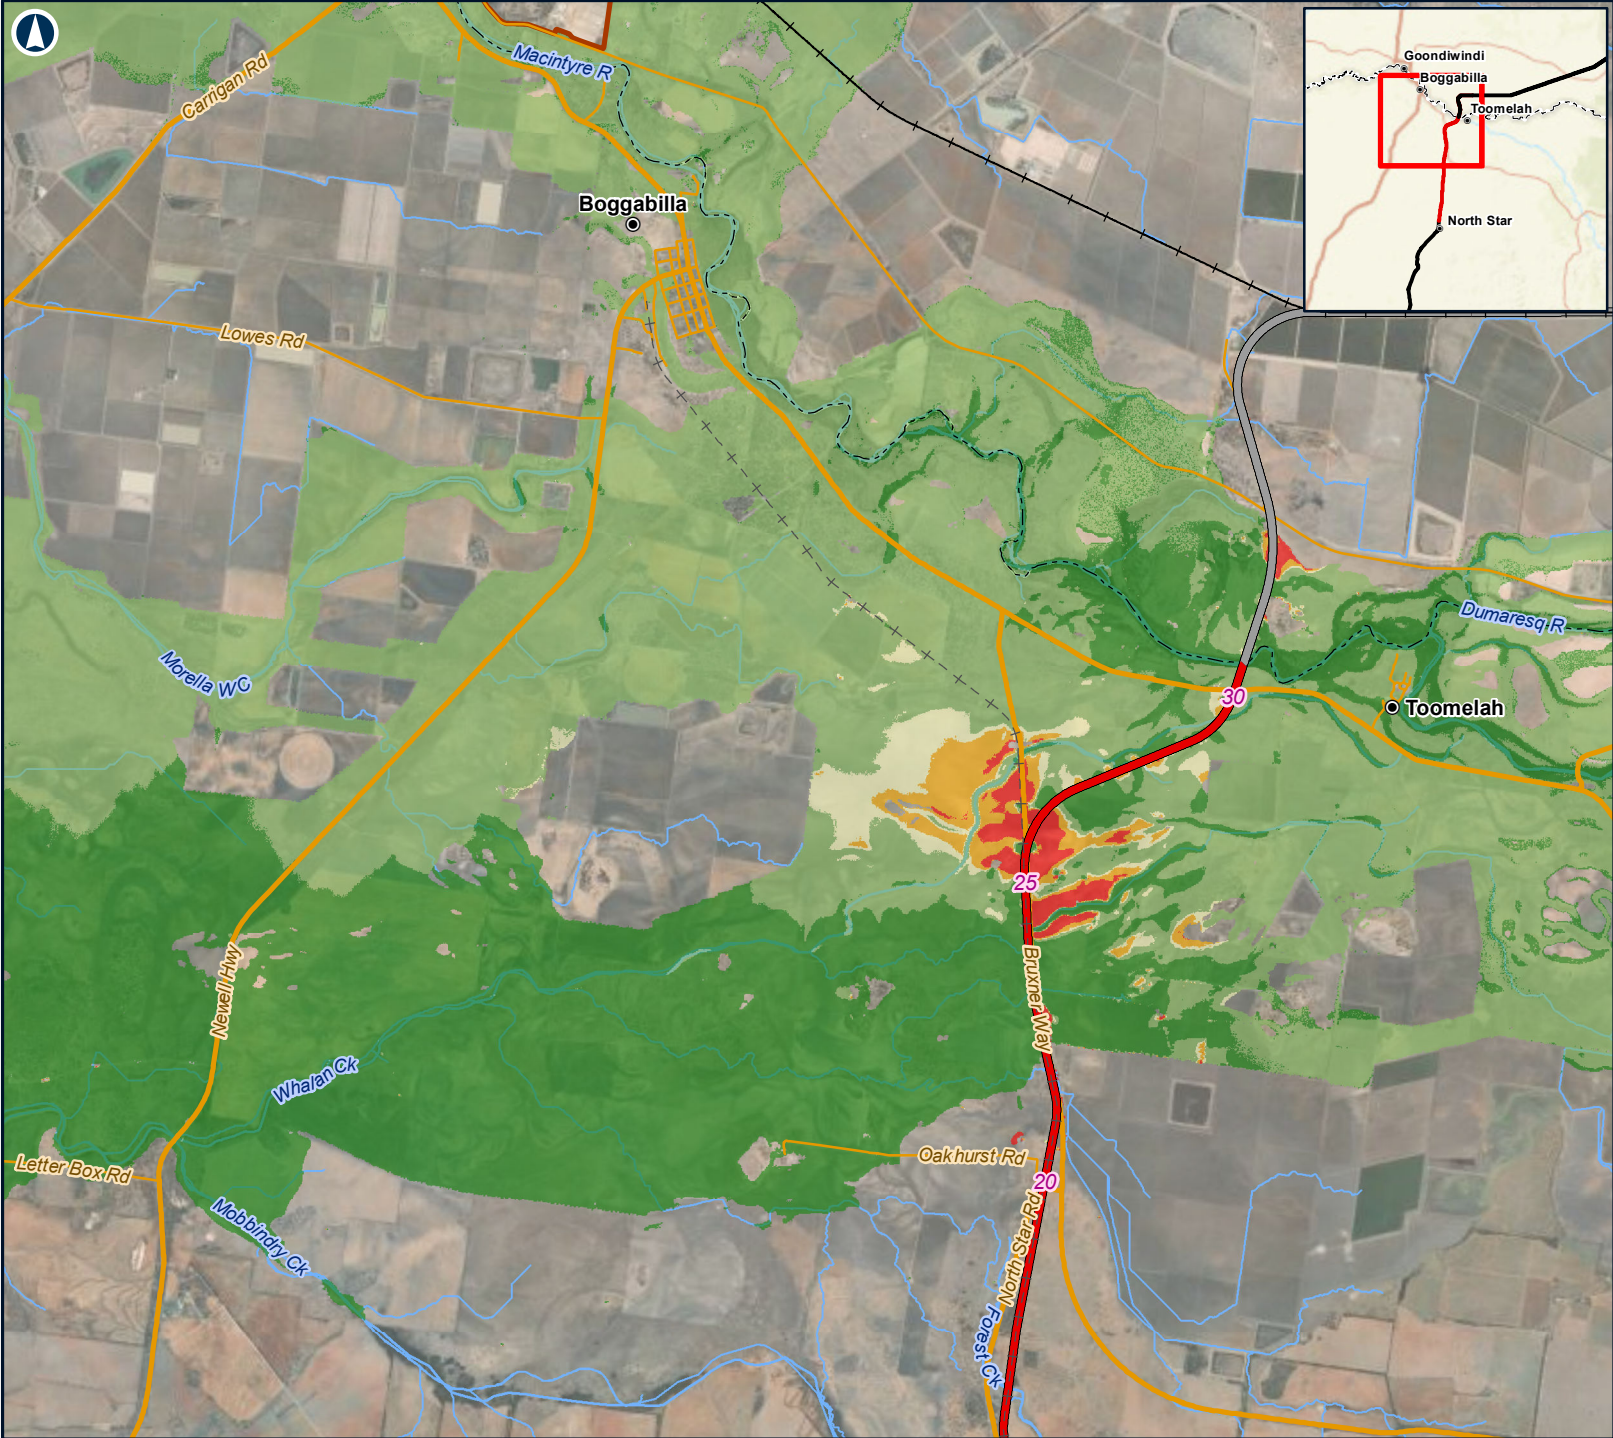 Goondiwindi
Boggabilla
Toomelah
North Star
Macintyre R
Carrigan Rd
Boggabilla
Lowes Rd
Dumaresq R
Morella WC
30
Toomelah
25
Newell Hwy
Bruxner Way
Whalan Ck
Letter Box Rd
Oakhurst Rd
20
Mobbindry Ck
North Star Rd
Forest Ck